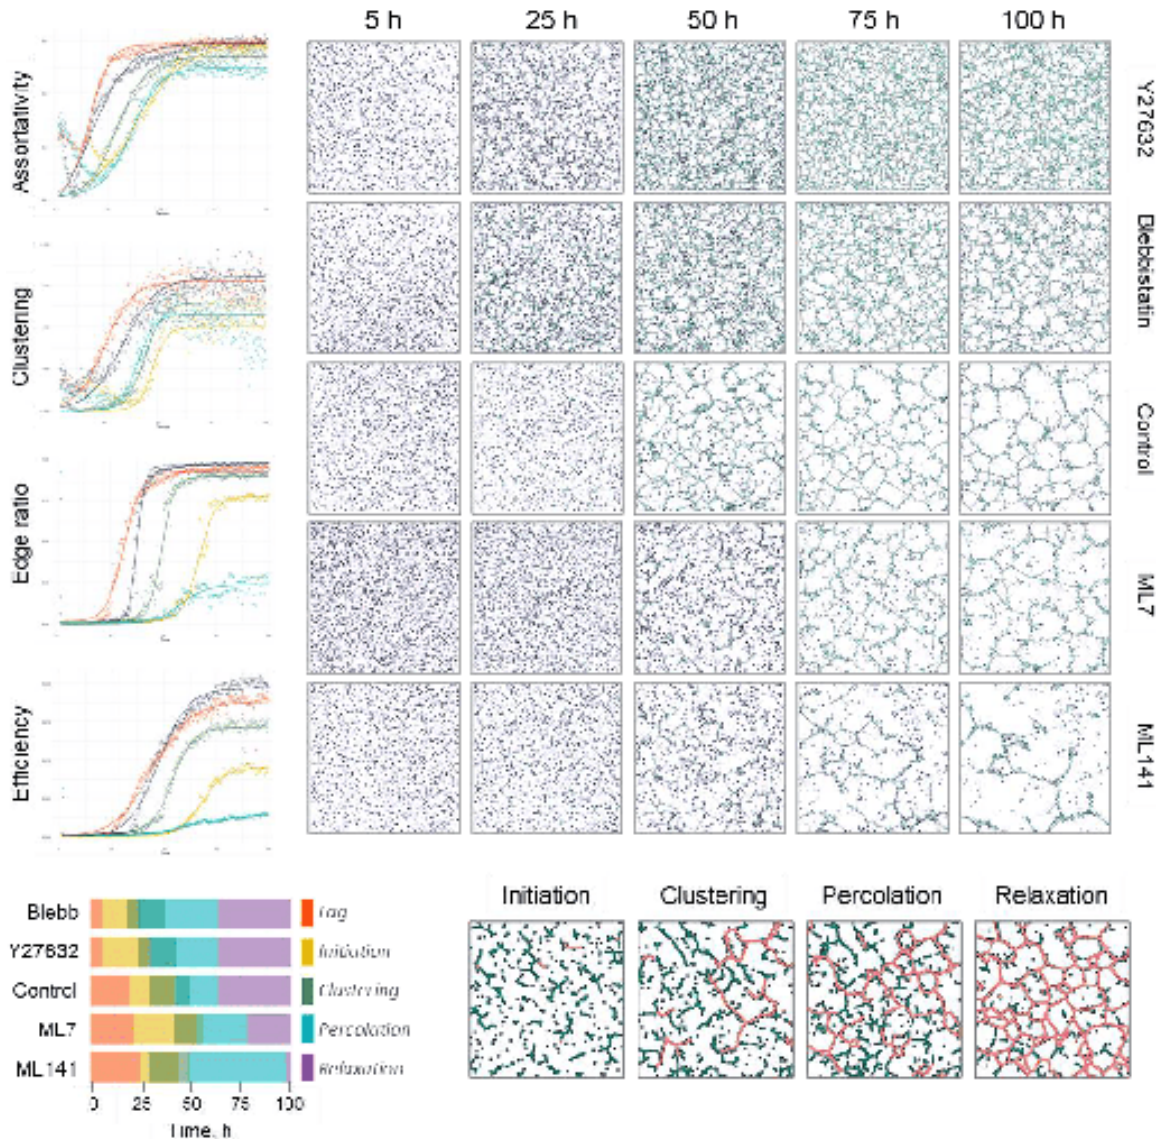 5 h 25 h 50 h 75 h 100 h
Assortativity
Clustering
Edge ratio
Efficiency
Y27632
Blebbistatin
Control
ML7
ML141
Blebb
Y27632
Control
ML7
ML141
0 25 50 75 100
Time, h
Lag
Initiation
Clustering
Percolation
Relaxation
Initiation Clustering Percolation Relaxation